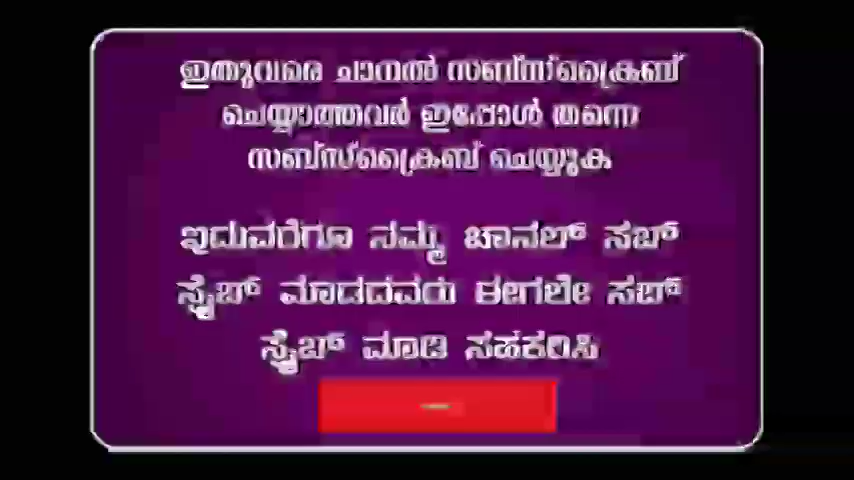 ഇതുവരെ ചാനൽ സബ്സ്ക്രൈബ്
ചെയ്യാത്തവർ ഇപ്പോൾ തന്നെ
സബ്സ്ക്രൈബ് ചെയ്യുക
ಇದುವರೆಗೂ ನಮ್ಮ ಚಾನಲ್ ಸಬ್
ಸ್ಕ್ರೈಬ್ ಮಾಡದವರು ಈಗಲೇ ಸಬ್
ಸ್ಕ್ರೈಬ್ ಮಾಡಿ ಸಹಕರಿಸಿ